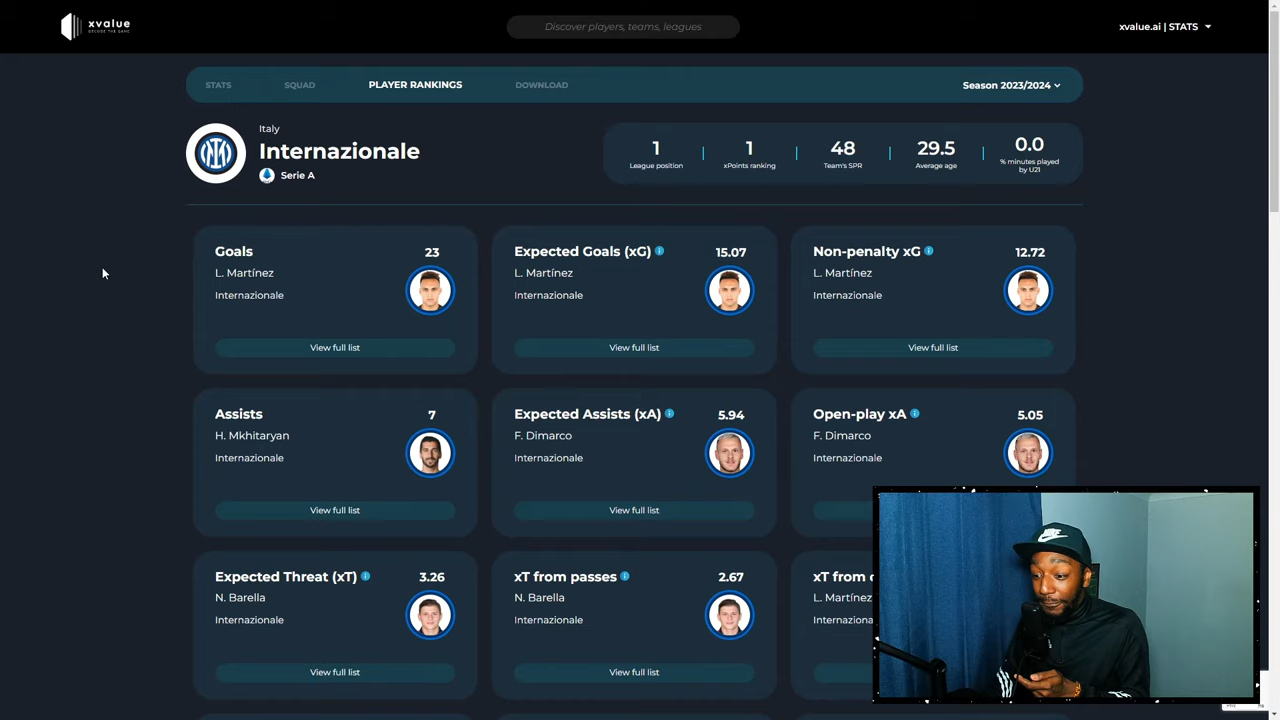 xvalue
DECODE THE GAME
Discover players, teams, leagues
xvalue.ai | STATS
STATS
SQUAD
PLAYER RANKINGS
DOWNLOAD
Season 2023/2024
Italy
Internazionale
Serie A
1
League position
1
xPoints ranking
48
Team's SPR
29.5
Average age
0.0
% minutes played
by U21
Goals
23
L. Martínez
Internazionale
View full list
Expected Goals (xG)
15.07
L. Martínez
Internazionale
View full list
Non-penalty xG
12.72
L. Martínez
Internazionale
View full list
Assists
7
H. Mkhitaryan
Internazionale
View full list
Expected Assists (xA)
5.94
F. Dimarco
Internazionale
View full list
Open-play xA
5.05
F. Dimarco
Internazionale
Expected Threat (xT)
3.26
N. Barella
Internazionale
View full list
xT from passes
2.67
N. Barella
Internazionale
View full list
xT from
L. Martínez
Internaziona